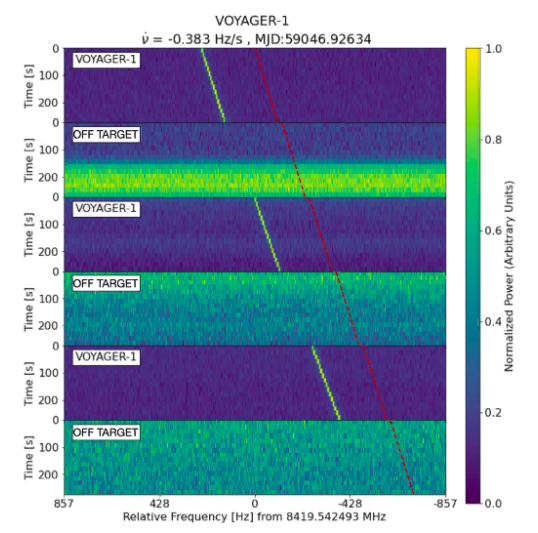 VOYAGER-1
ν̇ = -0.383 Hz/s , MJD:59046.92634
0
VOYAGER-1
100
200
Time [s]
0
OFF TARGET
100
200
Time [s]
0
VOYAGER-1
100
200
Time [s]
0
OFF TARGET
100
200
Time [s]
0
VOYAGER-1
100
200
Time [s]
0
OFF TARGET
100
200
Time [s]
857 428 0 -428 -857
Relative Frequency [Hz] from 8419.542493 MHz
1.0
0.8
0.6
0.4
0.2
0.0
Normalized Power (Arbitrary Units)